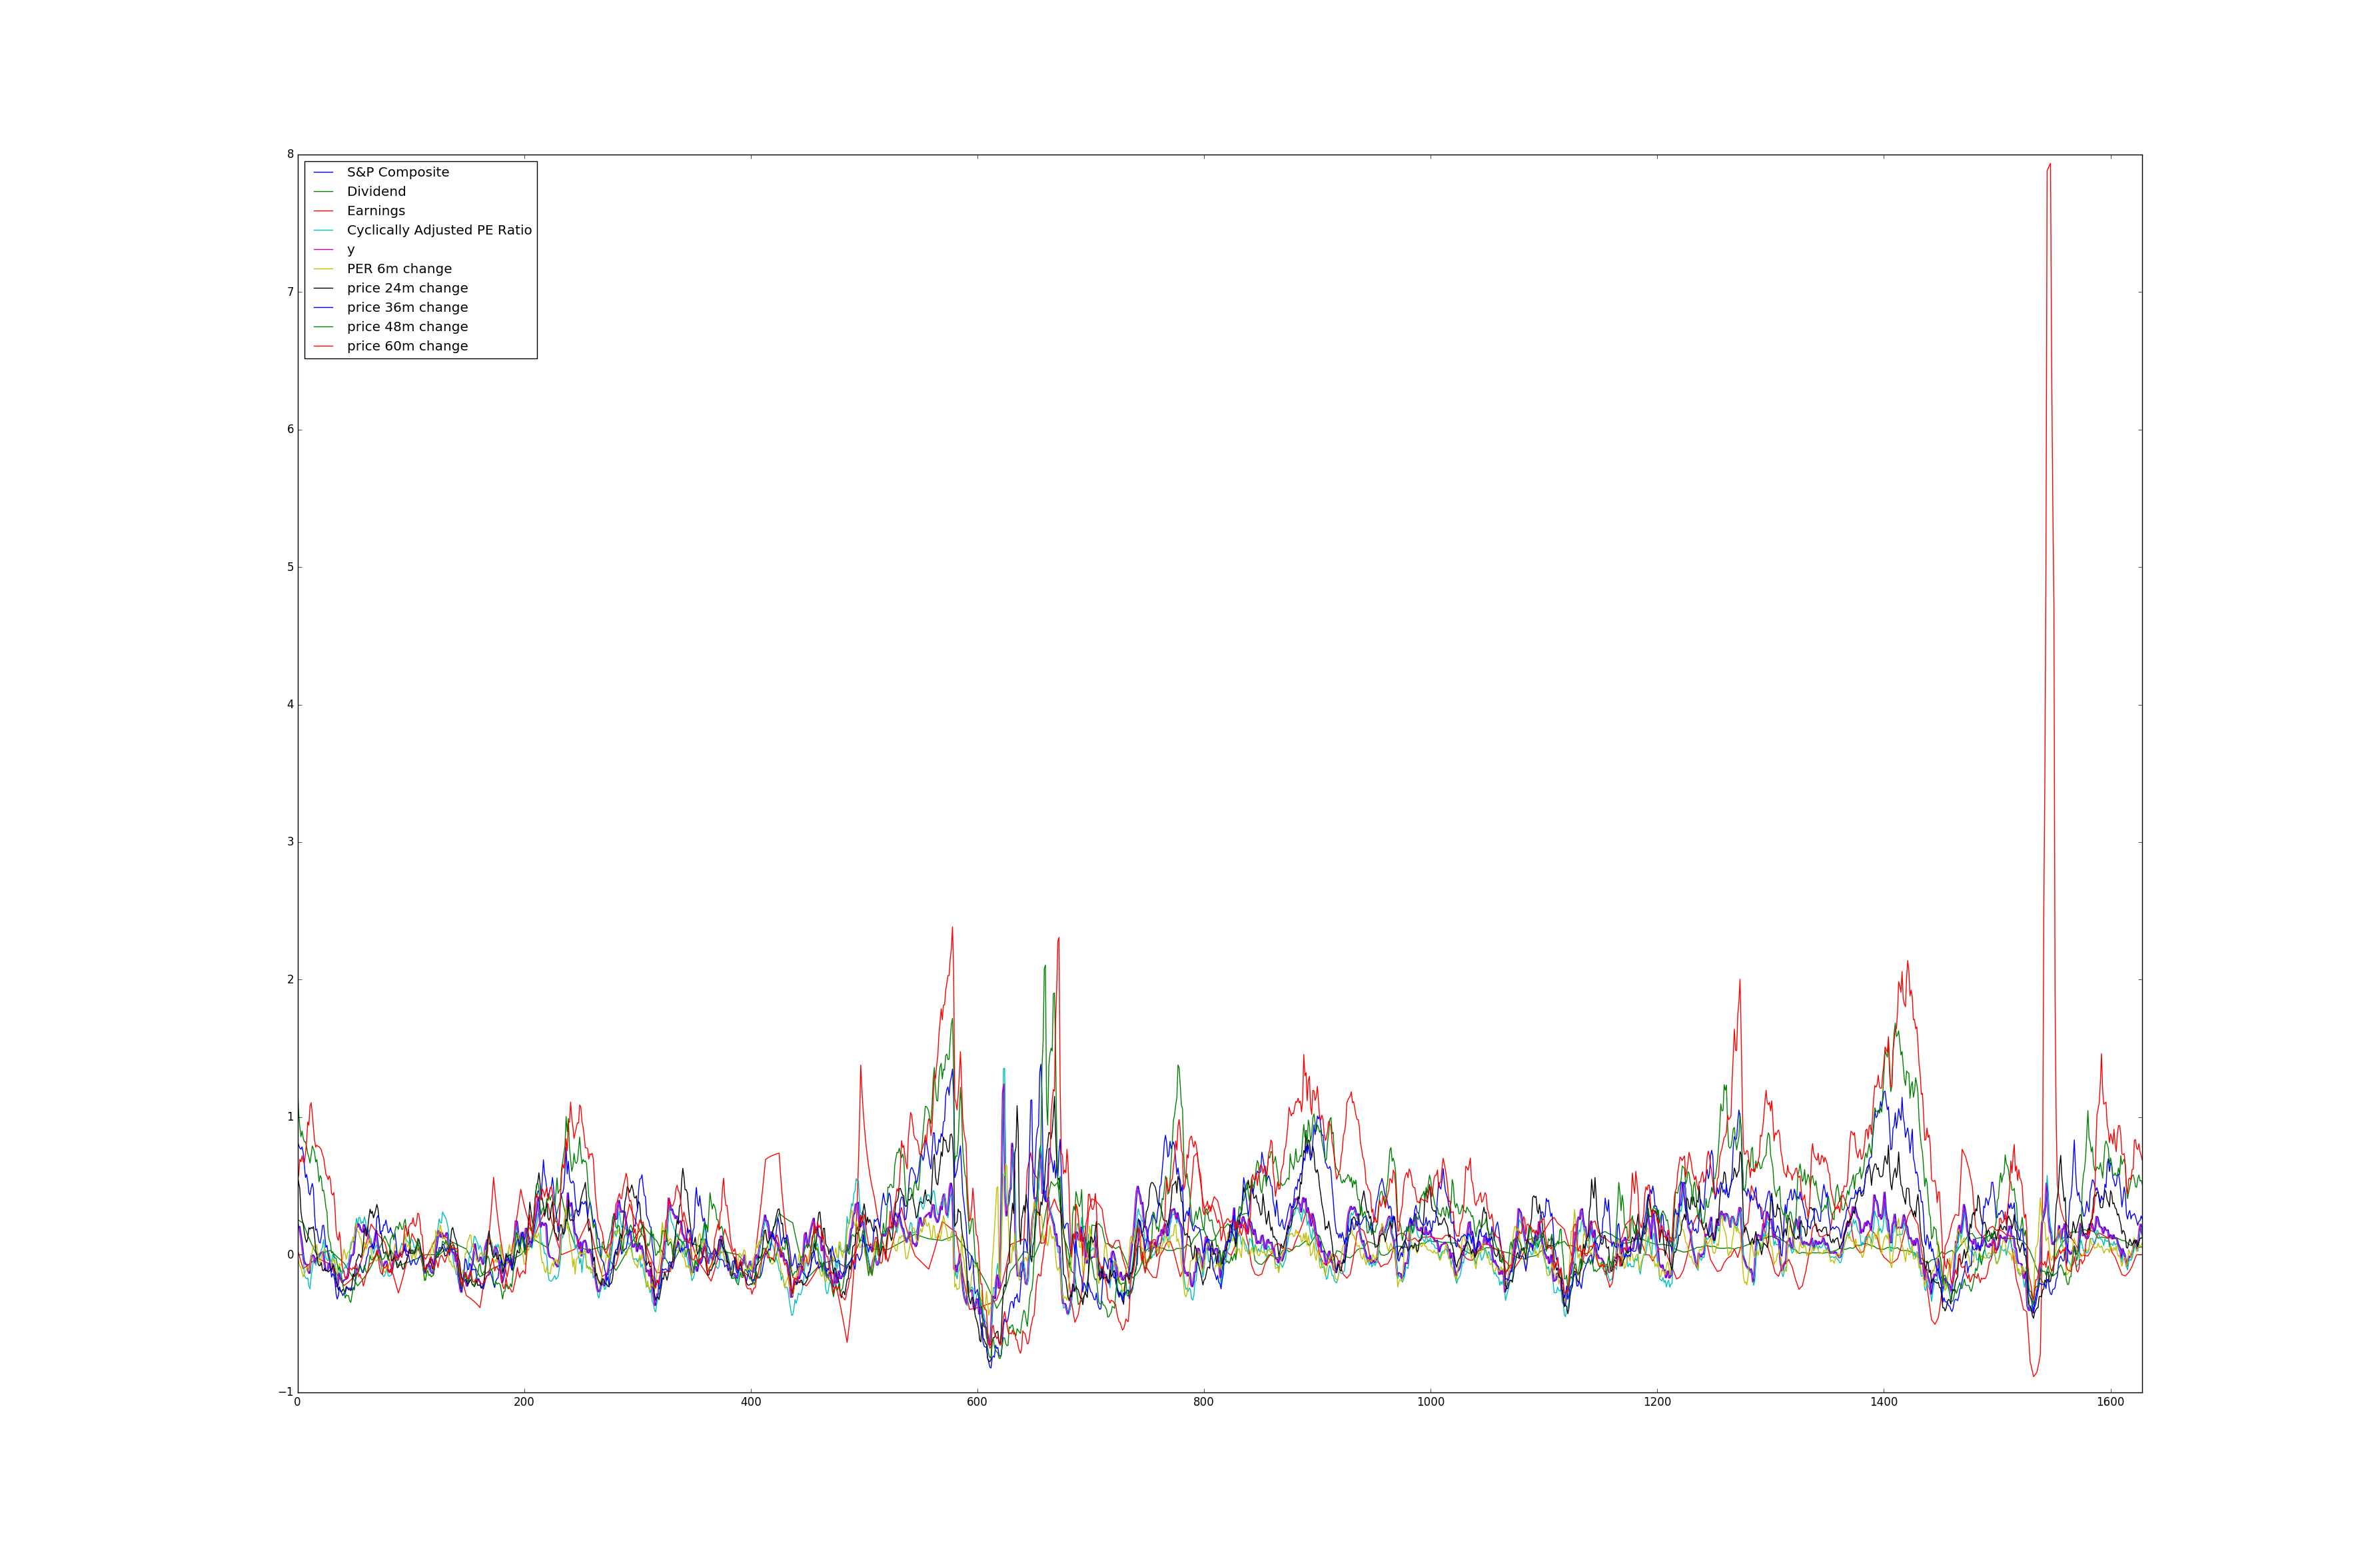 8
S&P Composite
Dividend
Earnings
Cyclically Adjusted PE Ratio
y
PER 6m change
price 24m change
price 36m change
price 48m change
price 60m change
7
6
5
4
3
2
1
0
−1
0 200 400 600 800 1000 1200 1400 1600